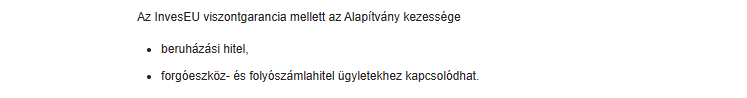 Az InvesEU viszontgarancia mellett az Alapítvány kezessége
• beruházási hitel,
• forgóeszköz- és folyószámlahitel ügyletekhez kapcsolódhat.